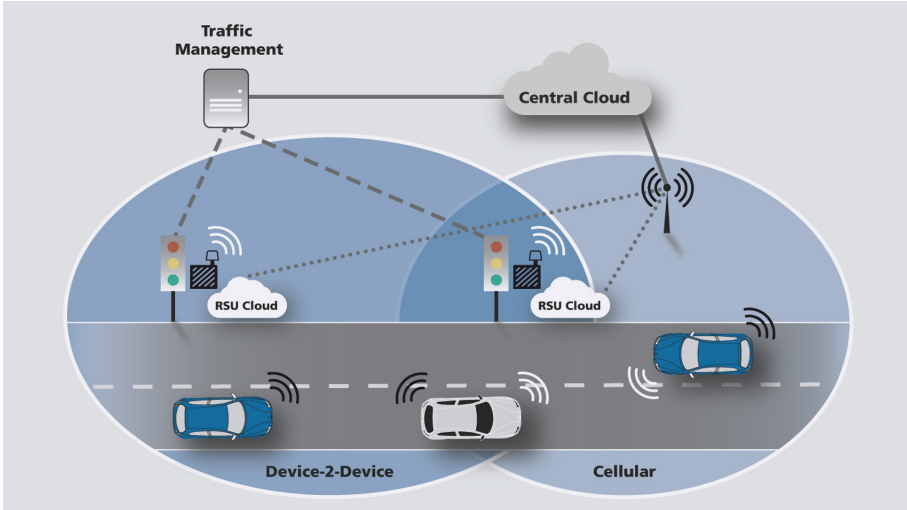 Traffic
Management
Central Cloud
RSU Cloud
RSU Cloud
Device-2-Device
Cellular